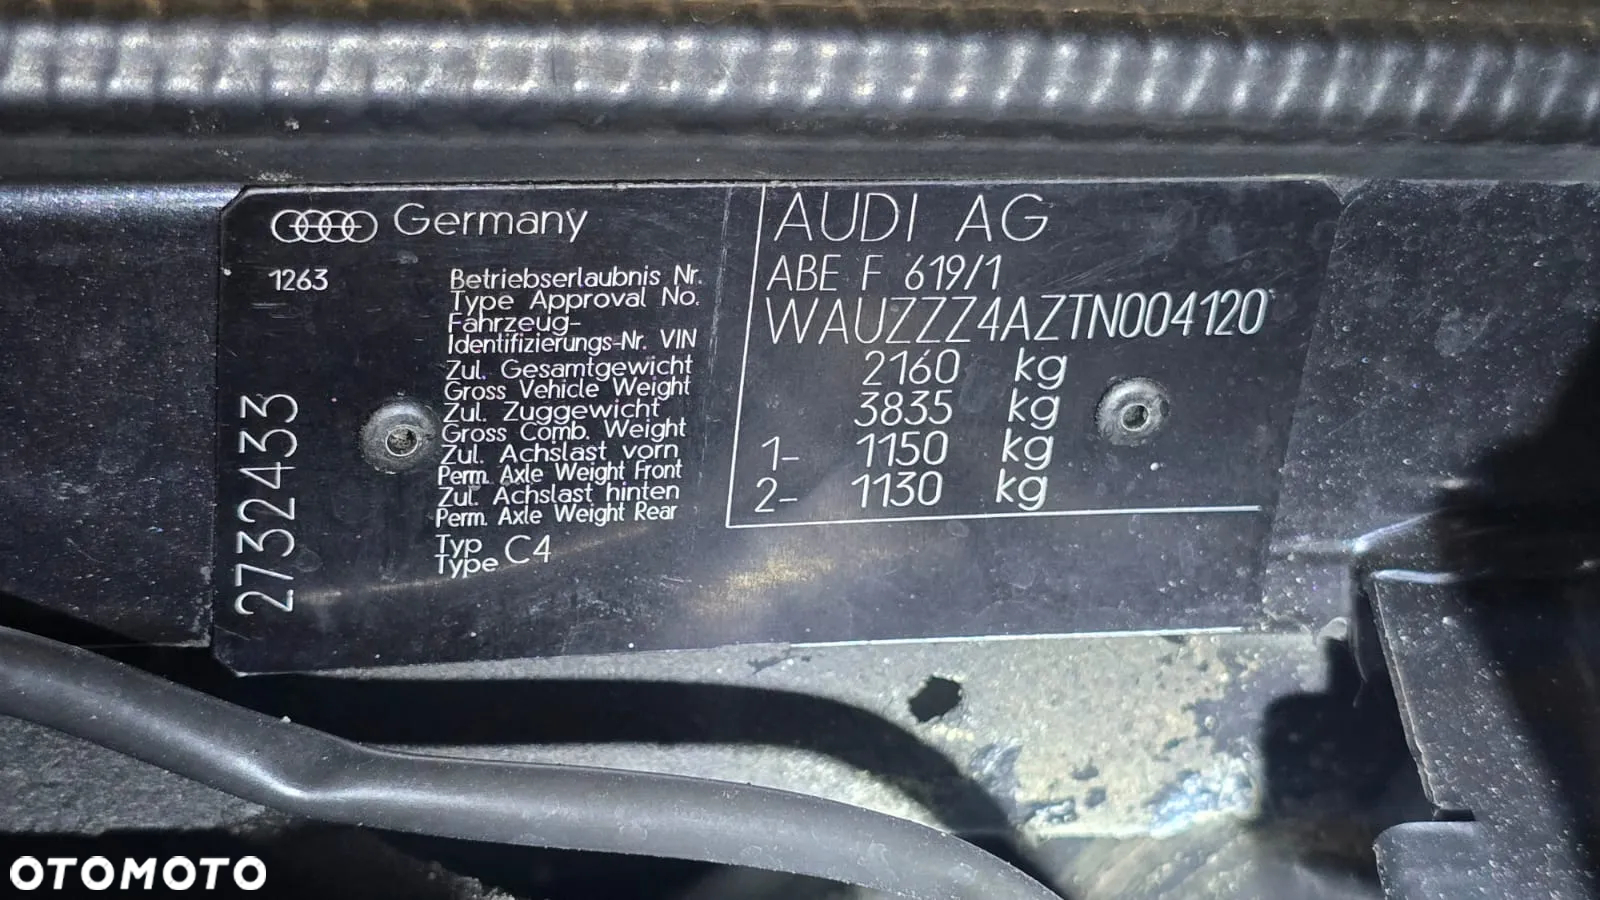 Germany
1263
Betriebserlaubnis Nr.
Type Approval No.
Fahrzeug-
Identifizierungs-Nr. VIN
Zul. Gesamtgewicht
Gross Vehicle Weight
Zul. Zuggewicht
Gross Comb. Weight
Zul. Achslast vorn
Perm. Axle Weight Front
Zul. Achslast hinten
Perm. Axle Weight Rear
Typ
Type C4
2732433
AUDI AG
ABE F 619/1
WAUZZZ4AZTN004120
2160 kg
3835 kg
1- 1150 kg
2- 1130 kg
OTOMOTO